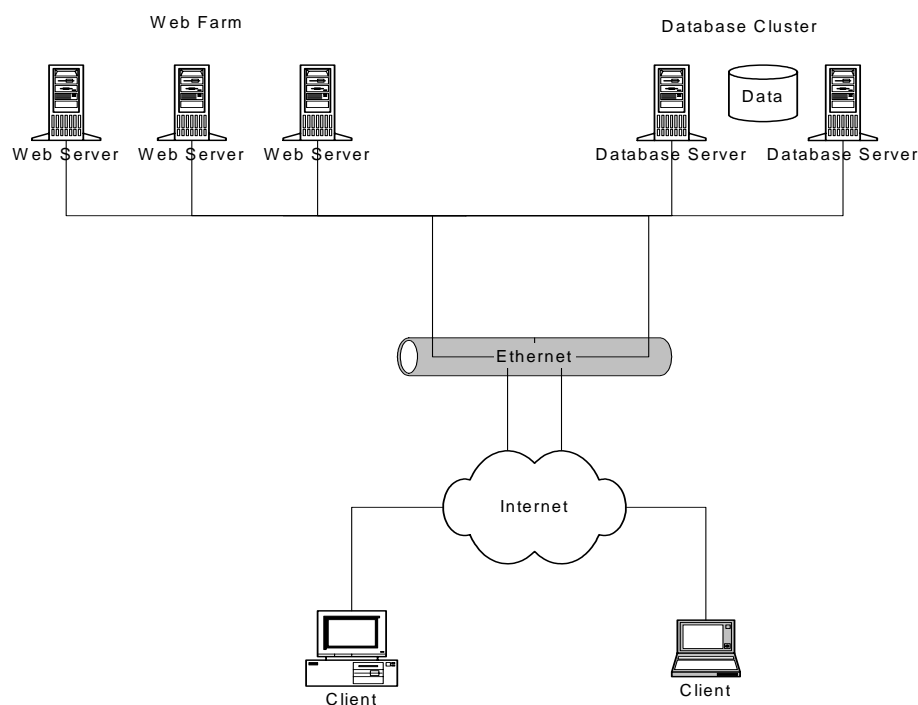 Web Farm
Database Cluster
Data
Web Server
Web Server
Web Server
Database Server
Database Server
Ethernet
Internet
Client
Client